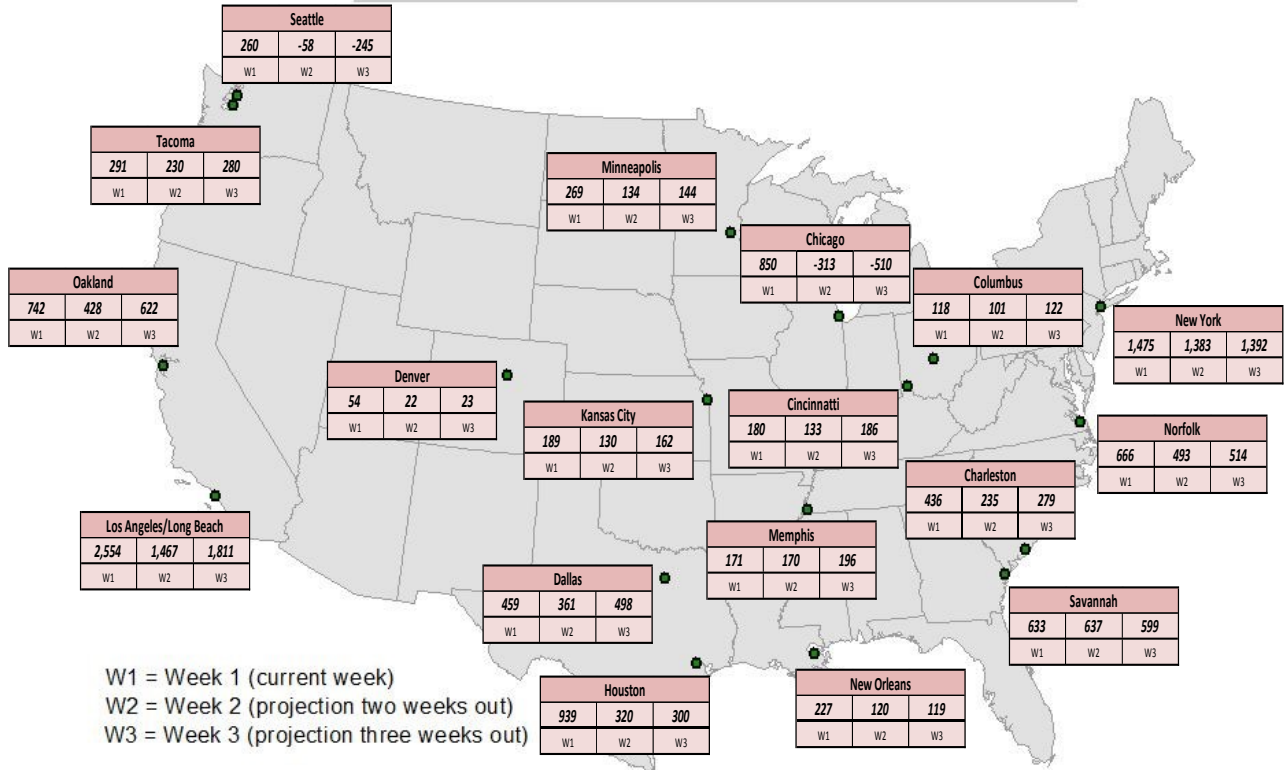 Seattle
260 -58 -245
W1 W2 W3
Tacoma
291 230 280
W1 W2 W3
Minneapolis
269 134 144
W1 W2 W3
Chicago
850 -313 -510
W1 W2 W3
Oakland
742 428 622
W1 W2 W3
Columbus
118 101 122
W1 W2 W3
New York
1,475 1,383 1,392
W1 W2 W3
Denver
54 22 23
W1 W2 W3
Kansas City
189 130 162
W1 W2 W3
Cincinnatti
180 133 186
W1 W2 W3
Norfolk
666 493 514
W1 W2 W3
Charleston
436 235 279
W1 W2 W3
Los Angeles/Long Beach
2,554 1,467 1,811
W1 W2 W3
Memphis
171 170 196
W1 W2 W3
Dallas
459 361 498
W1 W2 W3
Savannah
633 637 599
W1 W2 W3
Houston
939 320 300
W1 W2 W3
New Orleans
227 120 119
W1 W2 W3
W1 = Week 1 (current week)
W2 = Week 2 (projection two weeks out)
W3 = Week 3 (projection three weeks out)